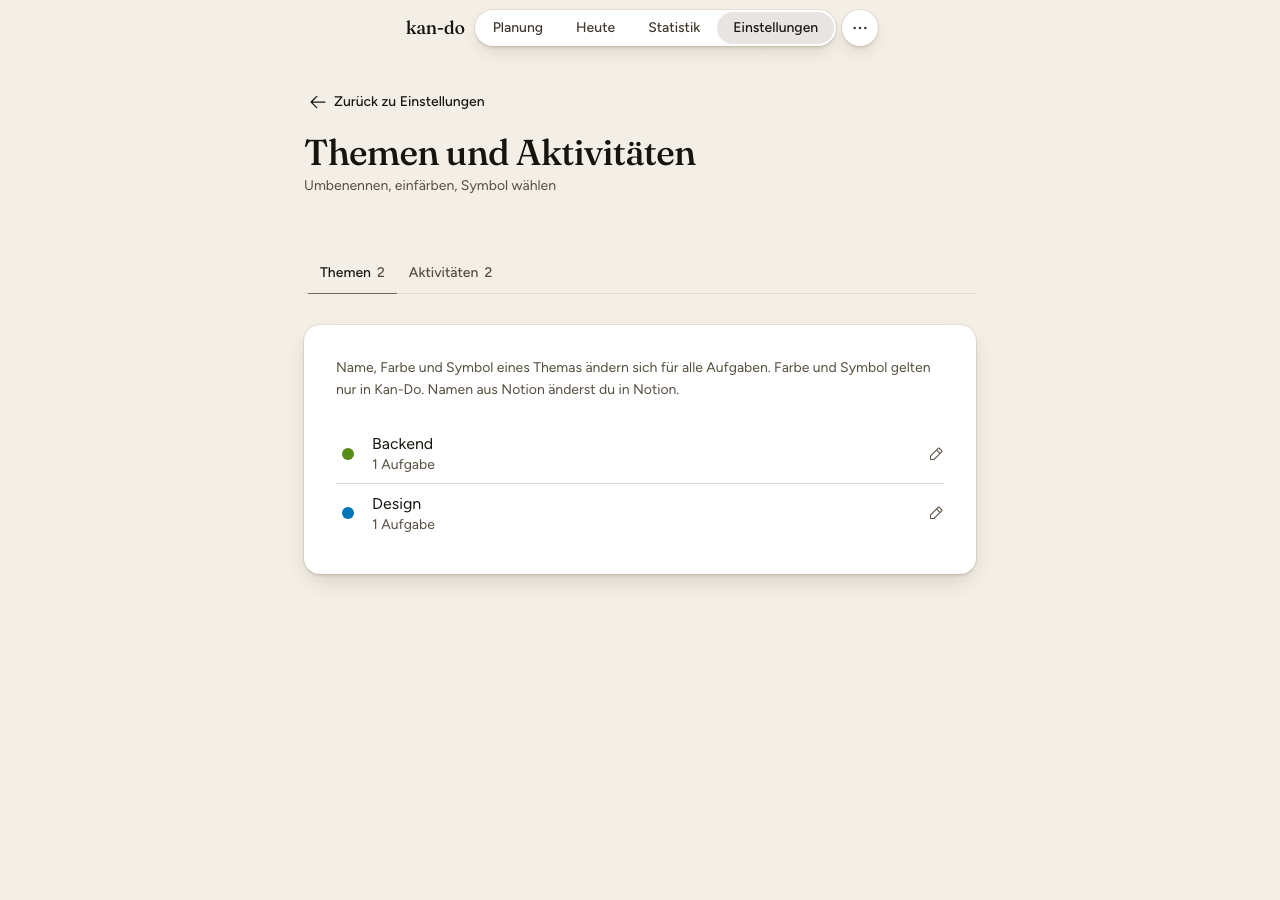 kan-do Planung Heute Statistik Einstellungen
Zurück zu Einstellungen
Themen und Aktivitäten
Umbenennen, einfärben, Symbol wählen
Themen 2 Aktivitäten 2
Name, Farbe und Symbol eines Themas ändern sich für alle Aufgaben. Farbe und Symbol gelten
nur in Kan-Do. Namen aus Notion änderst du in Notion.
Backend
1 Aufgabe
Design
1 Aufgabe